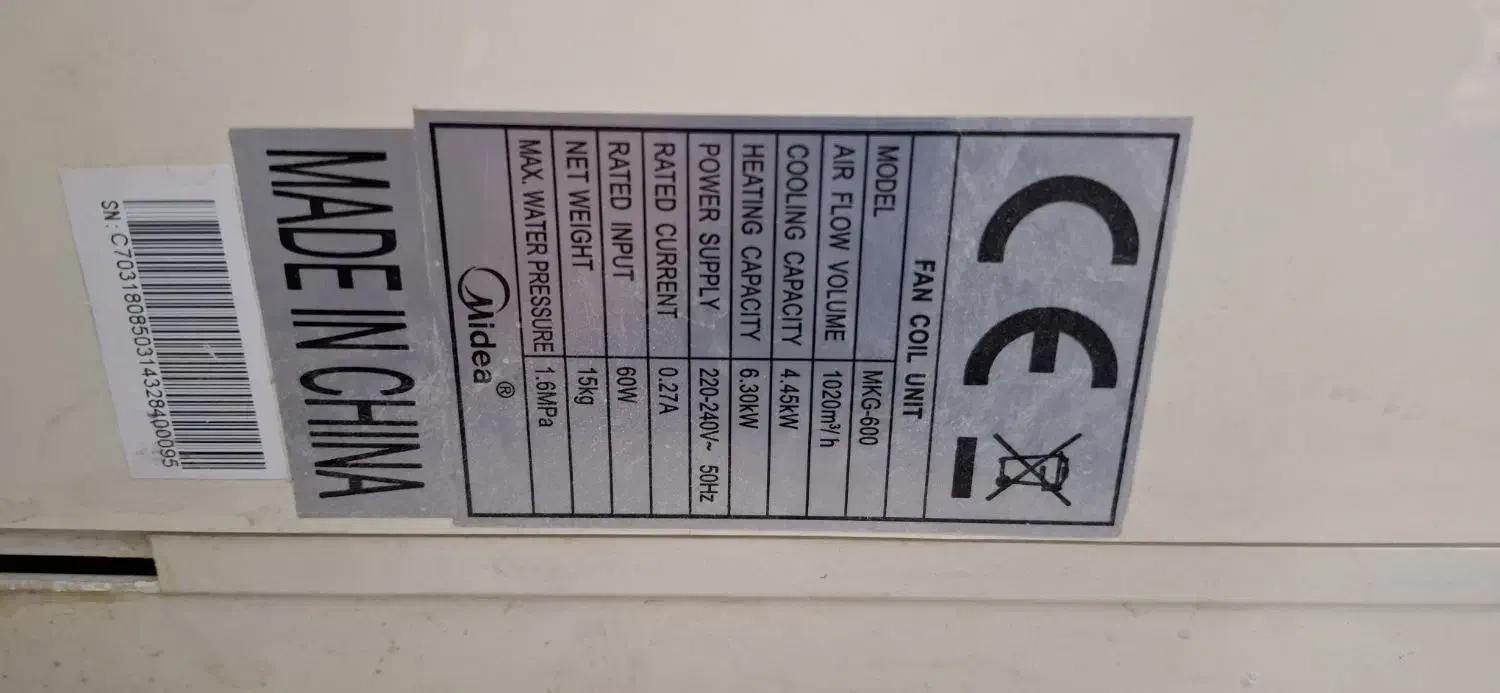 CE
FAN COIL UNIT
MODEL MKG-600
AIR FLOW VOLUME 1020m³/h
COOLING CAPACITY 4.45kW
HEATING CAPACITY 6.30kW
POWER SUPPLY 220-240V~ 50Hz
RATED CURRENT 0.27A
RATED INPUT 60W
NET WEIGHT 15kg
MAX. WATER PRESSURE 1.6MPa
Midea®
MADE IN CHINA
SN:C703180850314328400095